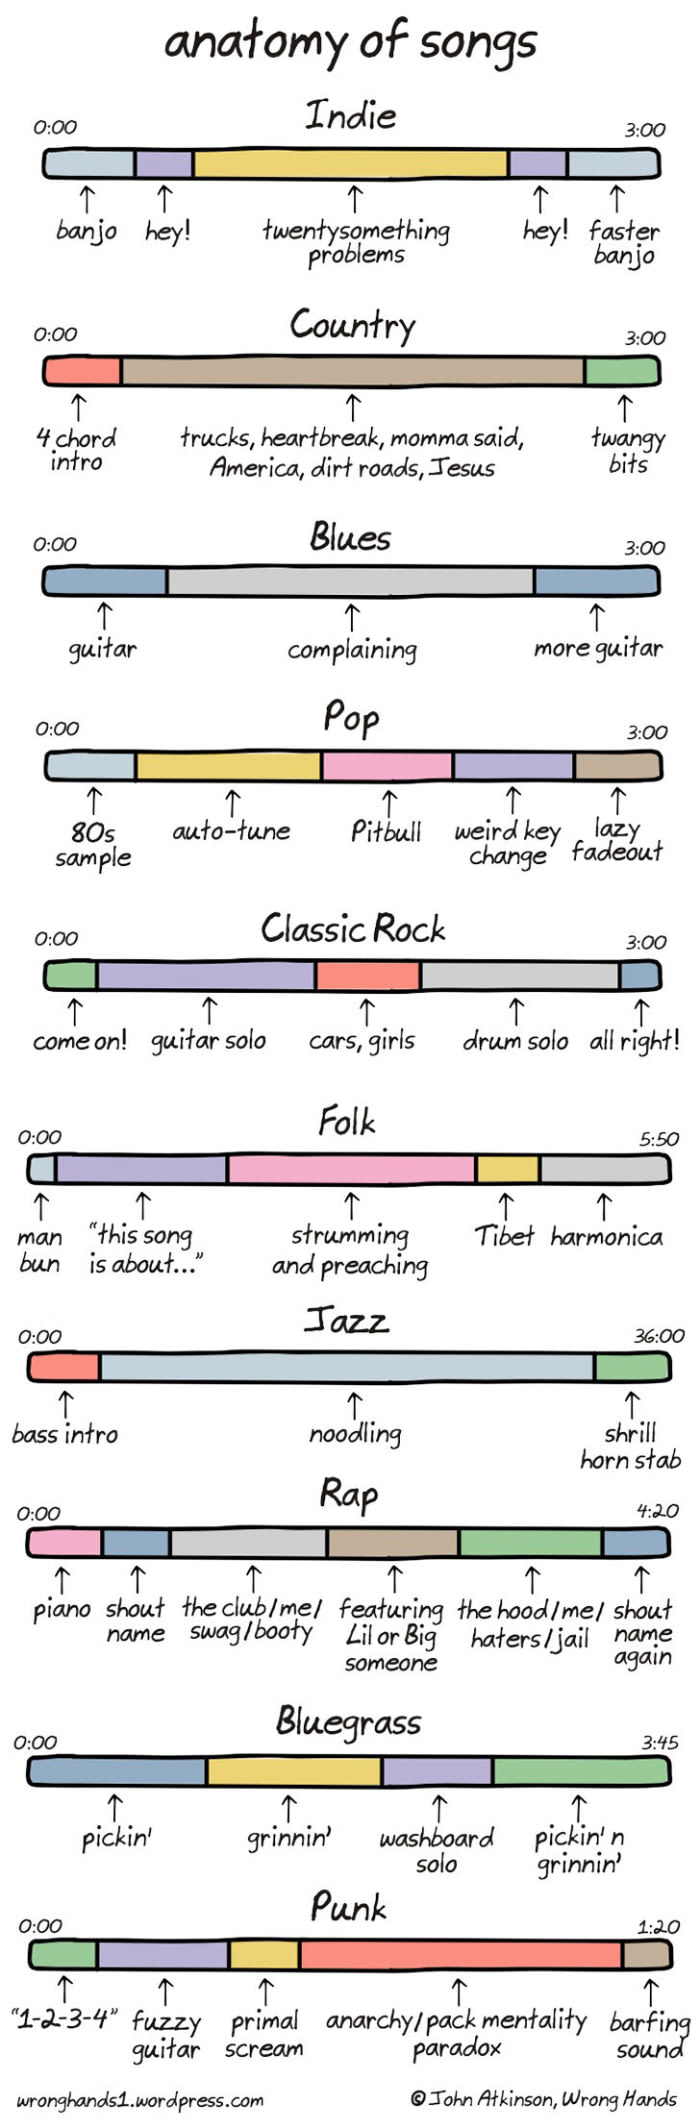 anatomy of songs
Indie
0:00
3:00
banjo
hey!
twentysomething
problems
hey!
faster
banjo
Country
0:00
3:00
4 chord
intro
trucks, heartbreak, momma said,
America, dirt roads, Jesus
twangy
bits
Blues
0:00
3:00
guitar
complaining
more guitar
Pop
0:00
3:00
80s
sample
auto-tune
Pitbull
weird key
change
lazy
fadeout
Classic Rock
0:00
3:00
come on!
guitar solo
cars, girls
drum solo
all right!
Folk
0:00
5:50
man
bun
"this song
is about..."
strumming
and preaching
Tibet
harmonica
Jazz
0:00
36:00
bass intro
noodling
shrill
horn stab
Rap
0:00
4:20
piano
shout
name
the club/me/
swag/booty
featuring
Lil or Big
someone
the hood/me/
haters/jail
shout
name
again
Bluegrass
0:00
3:45
pickin'
grinnin'
washboard
solo
pickin' n
grinnin'
Punk
0:00
1:20
"1-2-3-4"
fuzzy
guitar
primal
scream
anarchy/pack mentality
paradox
barfing
sound
wronghands1.wordpress.com
© John Atkinson, Wrong Hands